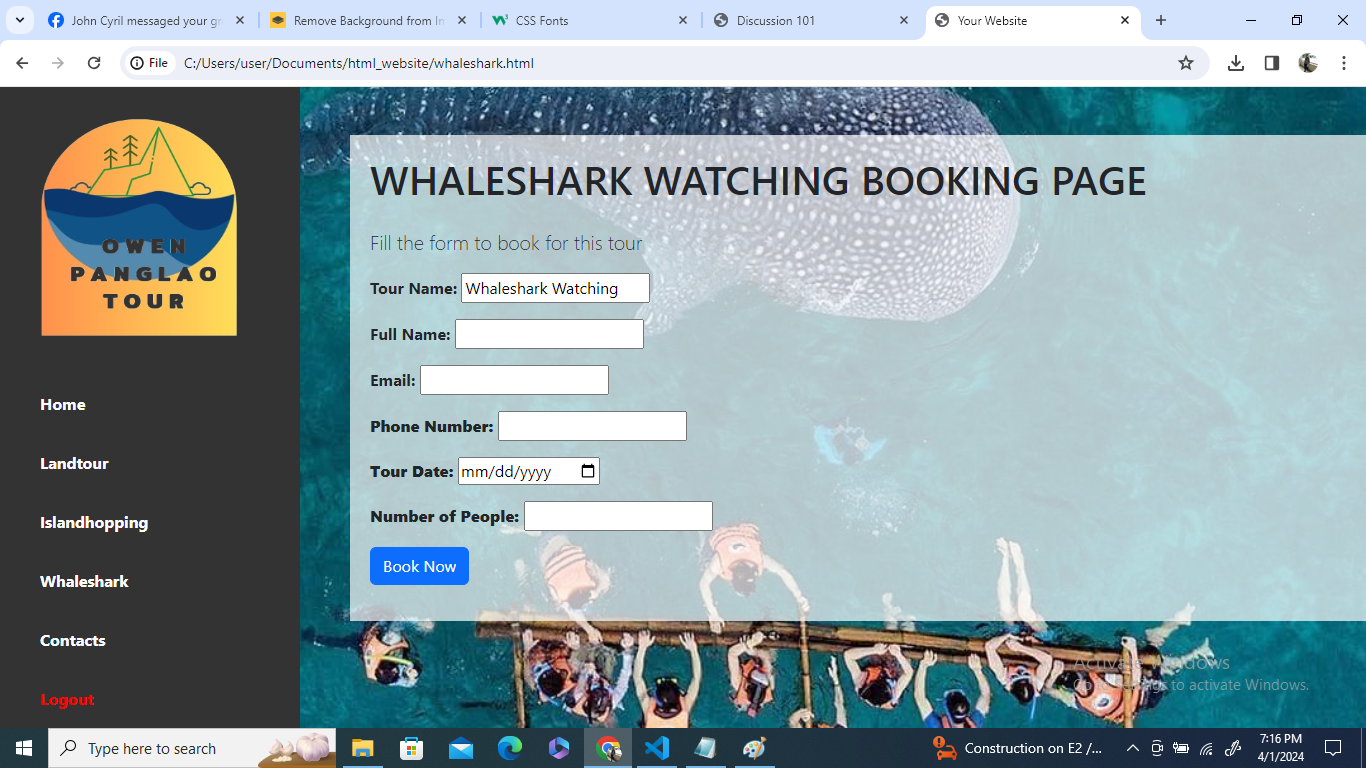 John Cyril messaged your gr
Remove Background from Im
CSS Fonts
Discussion 101
Your Website
File
C:/Users/user/Documents/html_website/whaleshark.html
OWEN
PANGLAO
TOUR
Home
Landtour
Islandhopping
Whaleshark
Contacts
Logout
WHALESHARK WATCHING BOOKING PAGE
Fill the form to book for this tour
Tour Name: Whaleshark Watching
Full Name:
Email:
Phone Number:
Tour Date: mm/dd/yyyy
Number of People:
Book Now
Activate Windows
Go to Settings to activate Windows.
Type here to search
Construction on E2 /...
7:16 PM
4/1/2024